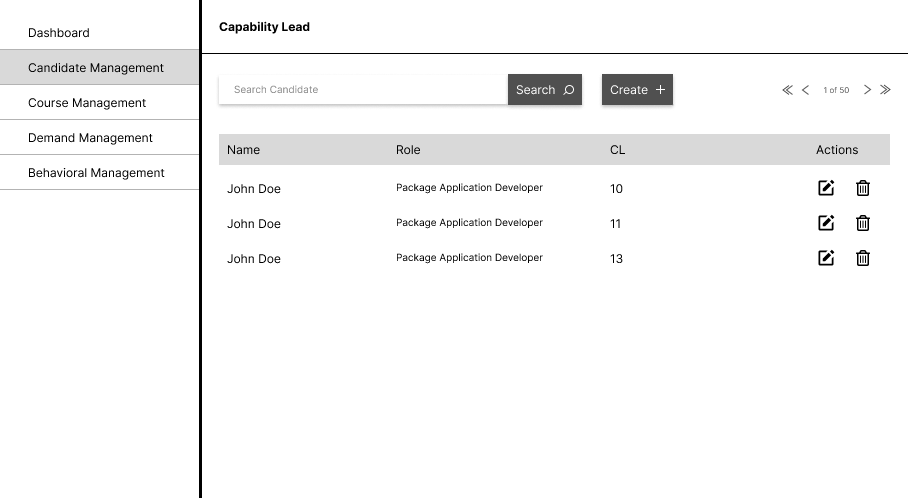 Dashboard
Candidate Management
Course Management
Demand Management
Behavioral Management
Capability Lead
Search Candidate Search Create 1 of 50
Name Role CL Actions
John Doe Package Application Developer 10
John Doe Package Application Developer 11
John Doe Package Application Developer 13